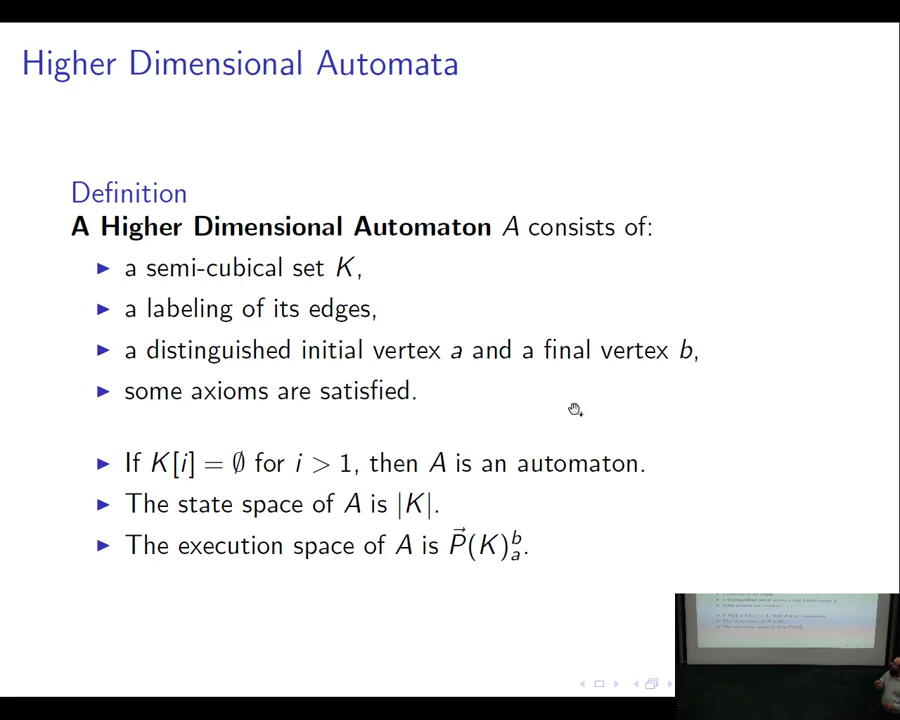 Higher Dimensional Automata
Definition
A Higher Dimensional Automaton A consists of:
▶ a semi-cubical set K,
▶ a labeling of its edges,
▶ a distinguished initial vertex a and a final vertex b,
▶ some axioms are satisfied.
▶ If K[i] = ∅ for i > 1, then A is an automaton.
▶ The state space of A is |K|.
▶ The execution space of A is P⃗(K)ₐᵇ.